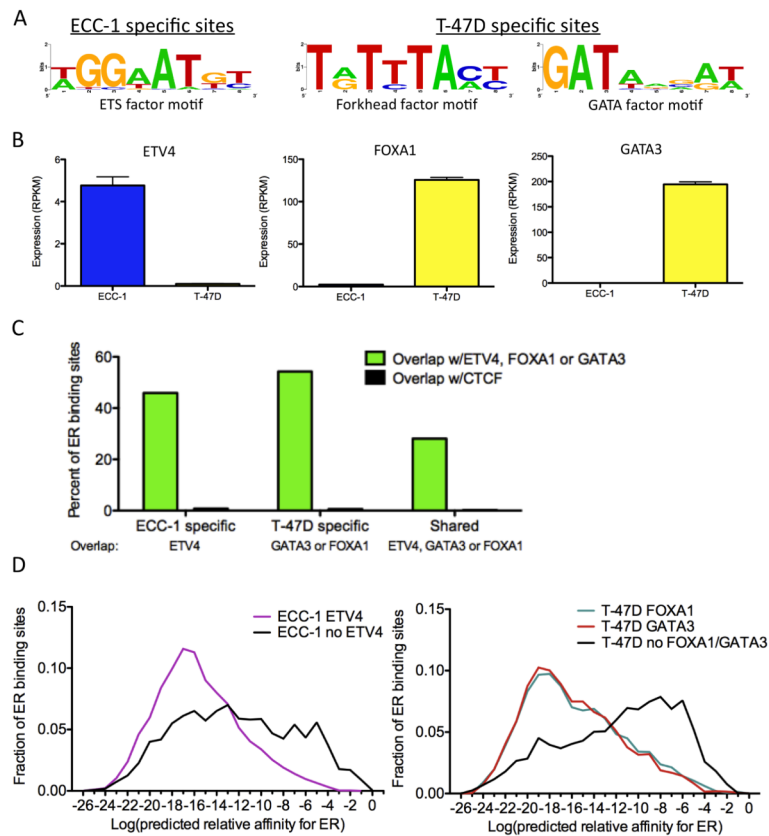 A
ECC-1 specific sites
T-47D specific sites
ETS factor motif
Forkhead factor motif
GATA factor motif
B
ETV4
FOXA1
GATA3
Expression (RPKM)
6
4
2
0
ECC-1
T-47D
Expression (RPKM)
150
100
50
0
ECC-1
T-47D
Expression (RPKM)
250
200
150
100
50
0
ECC-1
T-47D
C
Percent of ER binding sites
60
40
20
0
Overlap w/ETV4, FOXA1 or GATA3
Overlap w/CTCF
ECC-1 specific
T-47D specific
Shared
Overlap:
ETV4
GATA3 or FOXA1
ETV4, GATA3 or FOXA1
D
Fraction of ER binding sites
0.15
0.10
0.05
0.00
ECC-1 ETV4
ECC-1 no ETV4
-26 -24 -22 -20 -18 -16 -14 -12 -10 -8 -6 -4 -2 0
Log(predicted relative affinity for ER)
Fraction of ER binding sites
0.15
0.10
0.05
0.00
T-47D FOXA1
T-47D GATA3
T-47D no FOXA1/GATA3
-26 -24 -22 -20 -18 -16 -14 -12 -10 -8 -6 -4 -2 0
Log(predicted relative affinity for ER)